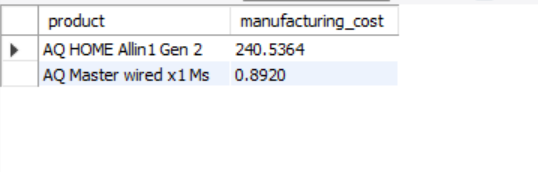 product manufacturing_cost
AQ HOME Allin1 Gen 2 240.5364
AQ Master wired x1 Ms 0.8920